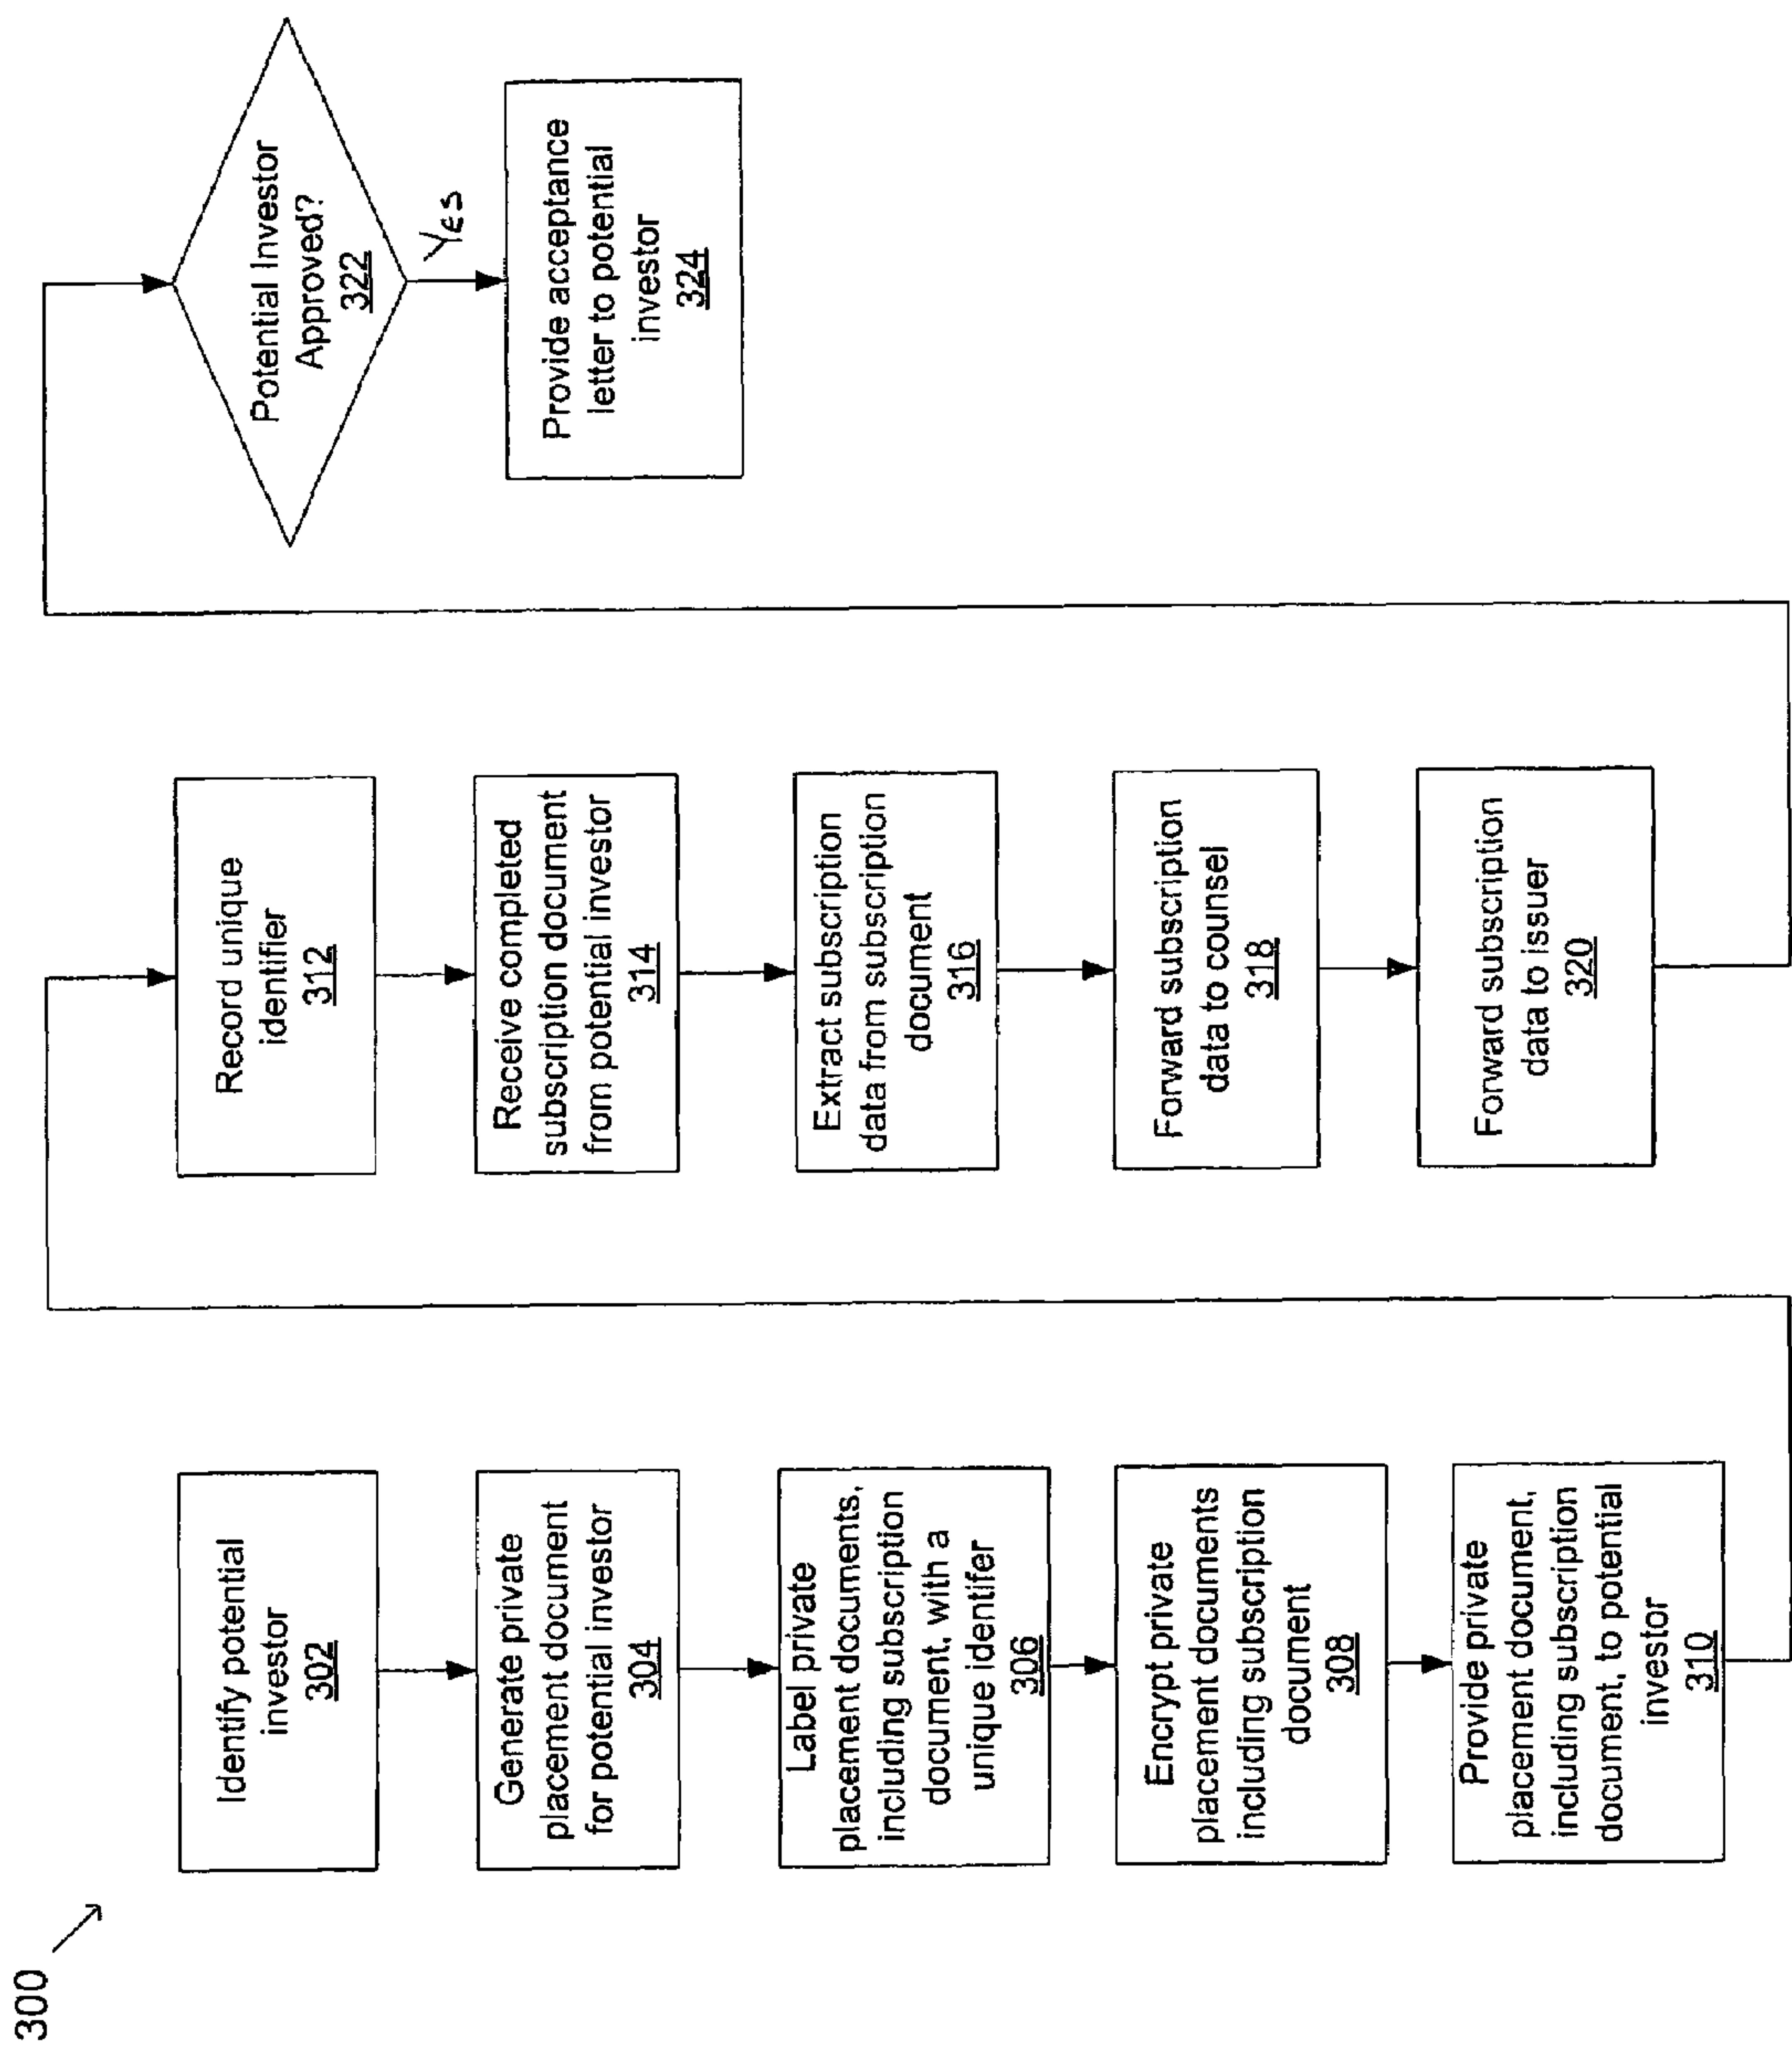 300
Identify potential
investor
302
Generate private
placement document
for potential investor
304
Label private
placement documents,
including subscription
document, with a
unique identifer
306
Encrypt private
placement documents
including subscription
document
308
Provide private
placement document,
including subscription
document, to potential
investor
310
Record unique
identifier
312
Receive completed
subscription document
from potential investor
314
Extract subscription
data from subscription
document
316
Forward subscription
data to counsel
318
Forward subscription
data to issuer
320
Potential Investor
Approved?
322
Yes
Provide acceptance
letter to potential
investor
324